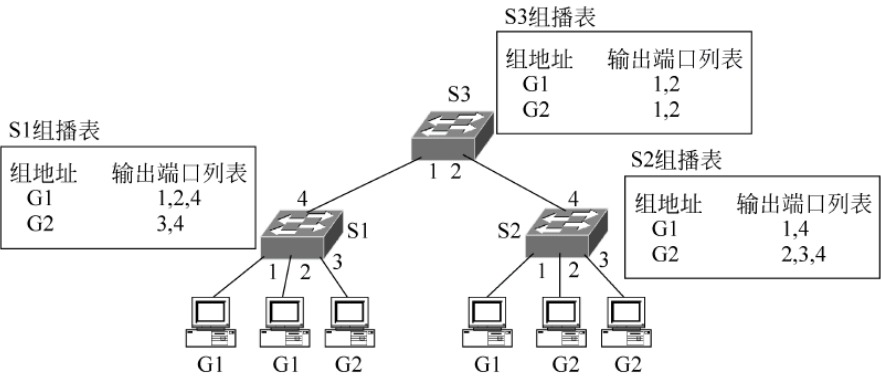 S3组播表
组地址 输出端口列表
G1 1,2
G2 1,2
S3
1 2
S1组播表
组地址 输出端口列表
G1 1,2,4
G2 3,4
S2组播表
组地址 输出端口列表
G1 1,4
G2 2,3,4
4
S1
1 2 3
4
S2
1 2 3
G1 G1 G2
G1 G2 G2